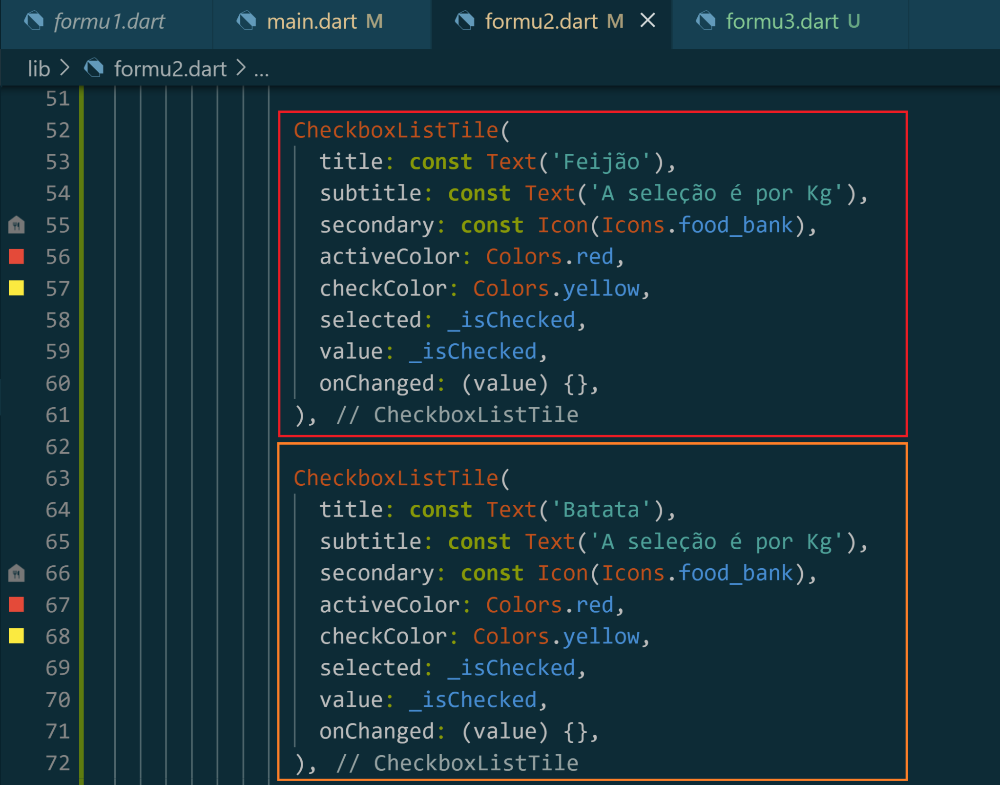 formu1.dart main.dart M formu2.dart M formu3.dart U
lib > formu2.dart > ...
51
52 CheckboxListTile(
53 title: const Text('Feijão'),
54 subtitle: const Text('A seleção é por Kg'),
55 secondary: const Icon(Icons.food_bank),
56 activeColor: Colors.red,
57 checkColor: Colors.yellow,
58 selected: _isChecked,
59 value: _isChecked,
60 onChanged: (value) {},
61 ), // CheckboxListTile
62
63 CheckboxListTile(
64 title: const Text('Batata'),
65 subtitle: const Text('A seleção é por Kg'),
66 secondary: const Icon(Icons.food_bank),
67 activeColor: Colors.red,
68 checkColor: Colors.yellow,
69 selected: _isChecked,
70 value: _isChecked,
71 onChanged: (value) {},
72 ), // CheckboxListTile